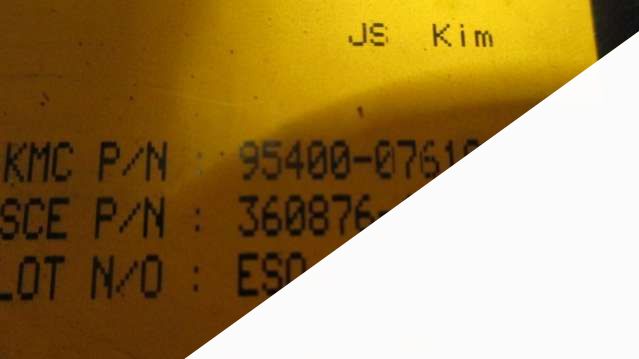 JS Kim
KMC P/N : 95400-0761
SCE P/N : 360876-
LOT N/O : ES